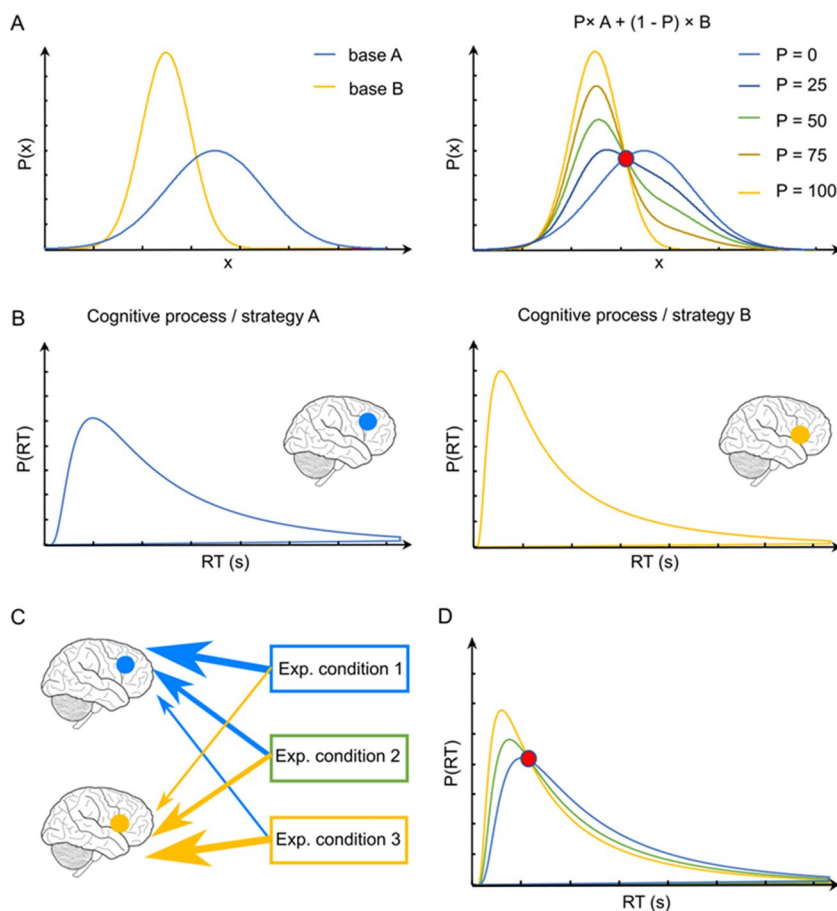 A
base A
base B
P(x)
x
P× A + (1 - P) × B
P = 0
P = 25
P = 50
P = 75
P = 100
P(x)
x
B
Cognitive process / strategy A
P(RT)
RT (s)
Cognitive process / strategy B
P(RT)
RT (s)
C
Exp. condition 1
Exp. condition 2
Exp. condition 3
D
P(RT)
RT (s)